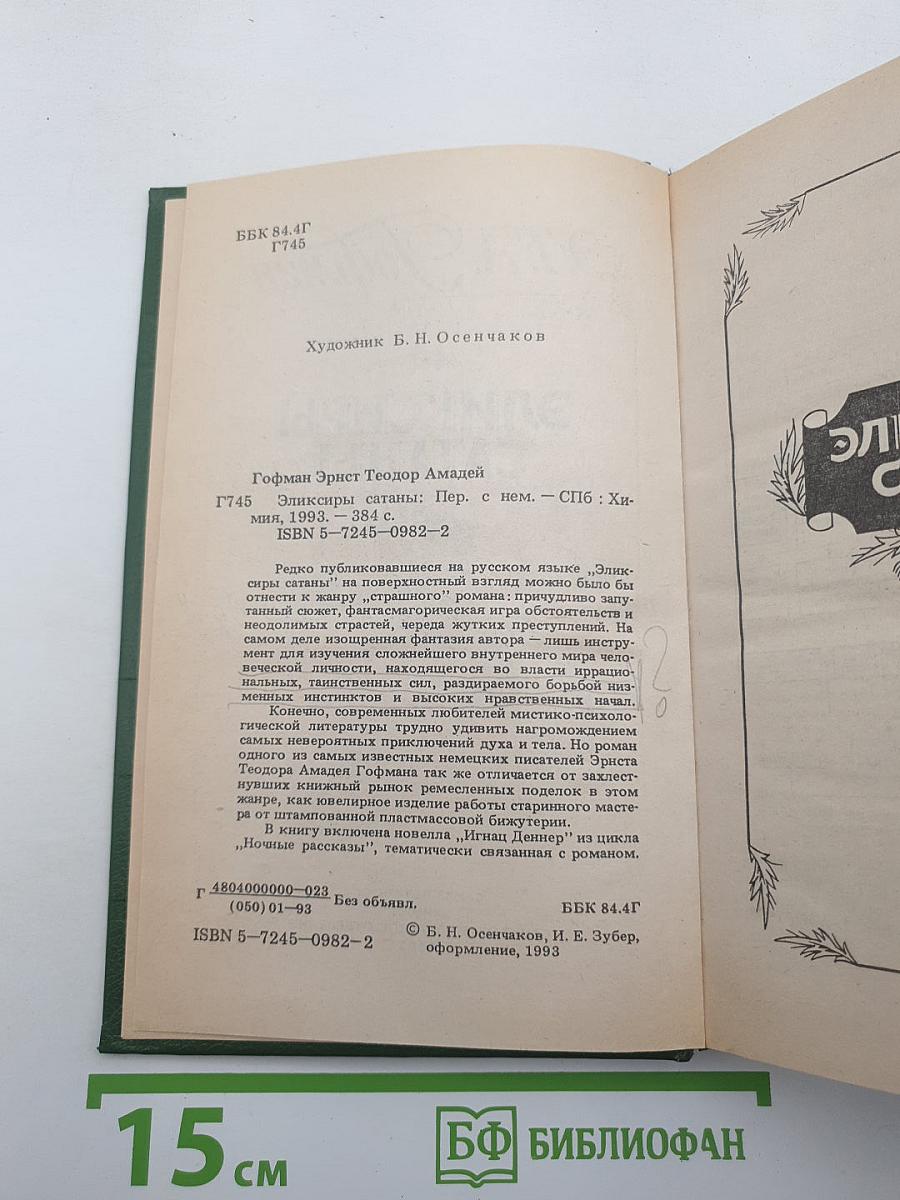 ББК 84.4Г
Г745
Художник Б. Н. Осенчаков
Гофман Эрнст Теодор Амадей
Г745 Эликсиры сатаны: Пер. с нем. — СПб : Хи-
мия, 1993. — 384 с.
ISBN 5—7245—0982—2
Редко публиковавшиеся на русском языке „Элик-
сиры сатаны" на поверхностный взгляд можно было бы
отнести к жанру „страшного" романа: причудливо запу-
танный сюжет, фантасмагорическая игра обстоятельств и
неодолимых страстей, череда жутких преступлений. На
самом деле изощренная фантазия автора — лишь инстру-
мент для изучения сложнейшего внутреннего мира чело-
веческой личности, находящегося во власти иррацио-
нальных, таинственных сил, раздираемого борьбой низ-
менных инстинктов и высоких нравственных начал.
!?
Конечно, современных любителей мистико-психоло-
гической литературы трудно удивить нагромождением
самых невероятных приключений духа и тела. Но роман
одного из самых известных немецких писателей Эрнста
Теодора Амадея Гофмана так же отличается от захлест-
нувших книжный рынок ремесленных поделок в этом
жанре, как ювелирное изделие работы старинного масте-
ра от штампованной пластмассовой бижутерии.
В книгу включена новелла „Игнац Деннер" из цикла
„Ночные рассказы", тематически связанная с романом.
Г 4804000000—023
(050) 01—93 Без объявл.
ББК 84.4Г
ISBN 5—7245—0982—2
© Б. Н. Осенчаков, И. Е. Зубер,
оформление, 1993
15 см
БФ БИБЛИОФАН